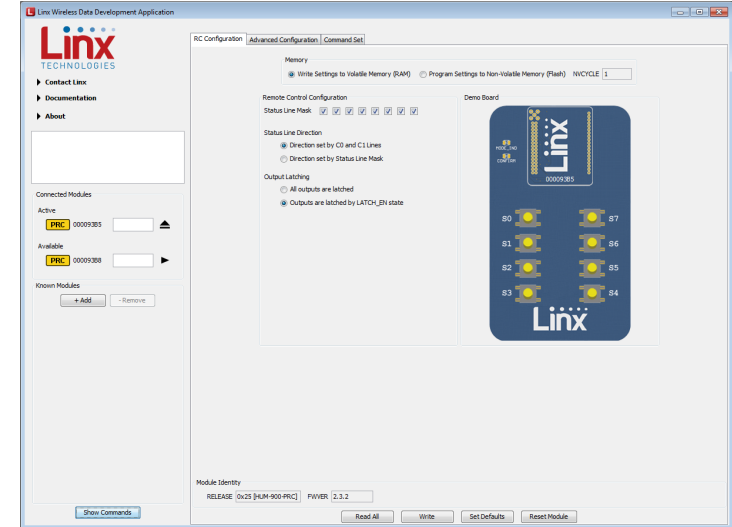 Linx Wireless Data Development Application
Linx
TECHNOLOGIES
Contact Linx
Documentation
About
Connected Modules
Active
PRC 000093B5
Available
PRC 000093B8
Known Modules
+ Add - Remove
Show Commands
RC Configuration Advanced Configuration Command Set
Memory
Write Settings to Volatile Memory (RAM) Program Settings to Non-Volatile Memory (Flash) NVCYCLE 1
Remote Control Configuration
Status Line Mask
Status Line Direction
Direction set by C0 and C1 Lines
Direction set by Status Line Mask
Output Latching
All outputs are latched
Outputs are latched by LATCH_EN state
Demo Board
Linx
MODE_IND
CONFIRM
000093B5
S0 S7
S1 S6
S2 S5
S3 S4
Linx
Module Identity
RELEASE 0x25 [HUM-900-PRC] FWVER 2.3.2
Read All Write Set Defaults Reset Module